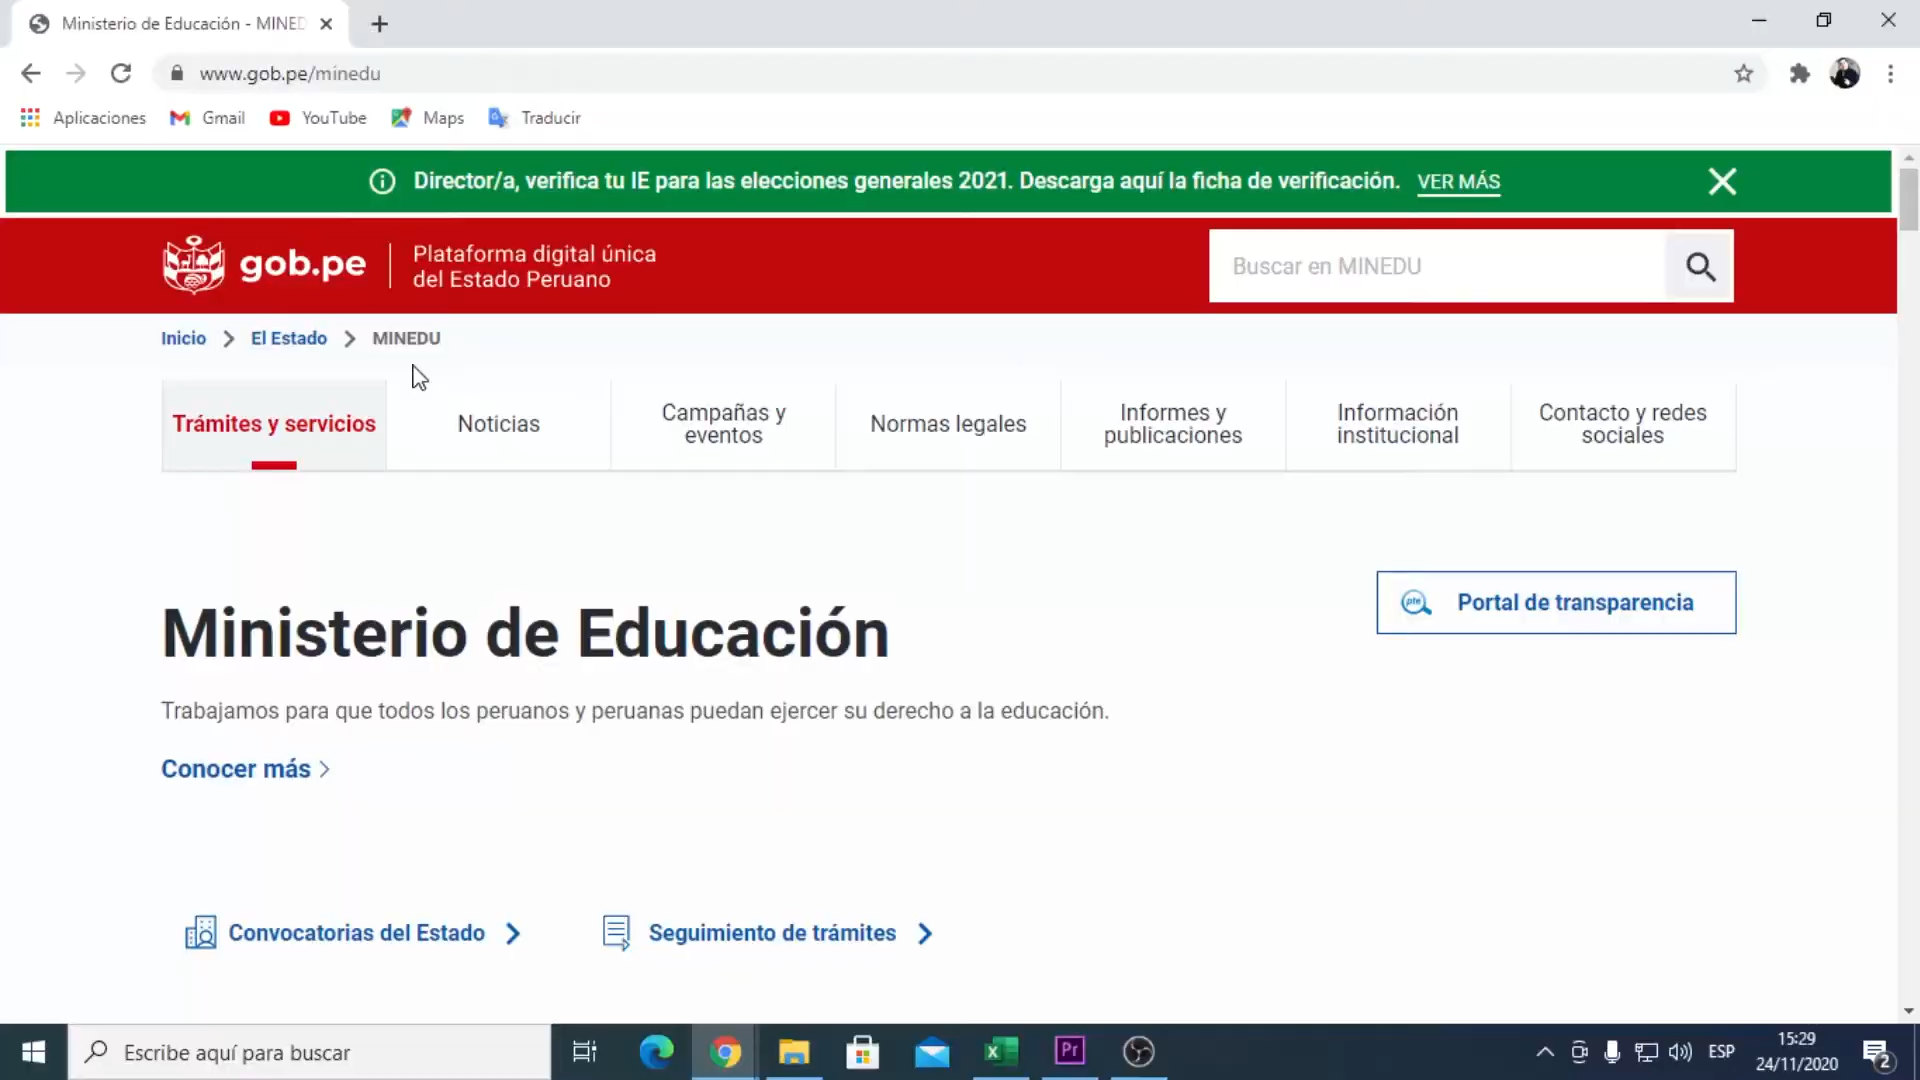 Ministerio de Educación - MINED
www.gob.pe/minedu
Aplicaciones
Gmail
YouTube
Maps
Traducir
Director/a, verifica tu IE para las elecciones generales 2021. Descarga aquí la ficha de verificación. VER MÁS
gob.pe
Plataforma digital única
del Estado Peruano
Buscar en MINEDU
Inicio
El Estado
MINEDU
Trámites y servicios
Noticias
Campañas y
eventos
Normas legales
Informes y
publicaciones
Información
institucional
Contacto y redes
sociales
Ministerio de Educación
pte
Portal de transparencia
Trabajamos para que todos los peruanos y peruanas puedan ejercer su derecho a la educación.
Conocer más
Convocatorias del Estado
Seguimiento de trámites
Escribe aquí para buscar
Pr
ESP
15:29
24/11/2020
2